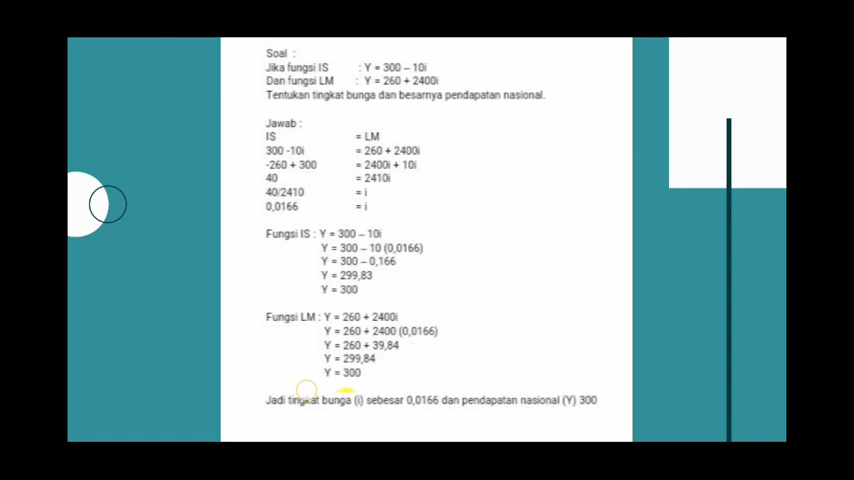 Soal :
Jika fungsi IS : Y = 300 – 10i
Dan fungsi LM : Y = 260 + 2400i
Tentukan tingkat bunga dan besarnya pendapatan nasional.
Jawab :
IS = LM
300 -10i = 260 + 2400i
-260 + 300 = 2400i + 10i
40 = 2410i
40/2410 = i
0,0166 = i
Fungsi IS : Y = 300 – 10i
Y = 300 – 10 (0,0166)
Y = 300 – 0,166
Y = 299,83
Y = 300
Fungsi LM : Y = 260 + 2400i
Y = 260 + 2400 (0,0166)
Y = 260 + 39,84
Y = 299,84
Y = 300
Jadi tingkat bunga (i) sebesar 0,0166 dan pendapatan nasional (Y) 300